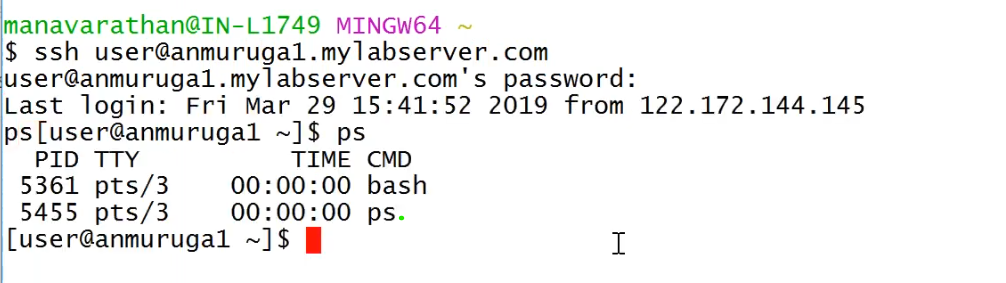 manavarathan@IN-L1749 MINGW64 ~
$ ssh user@anmuruga1.mylabserver.com
user@anmuruga1.mylabserver.com's password:
Last login: Fri Mar 29 15:41:52 2019 from 122.172.144.145
ps[user@anmuruga1 ~]$ ps
  PID TTY          TIME CMD
 5361 pts/3    00:00:00 bash
 5455 pts/3    00:00:00 ps.
[user@anmuruga1 ~]$